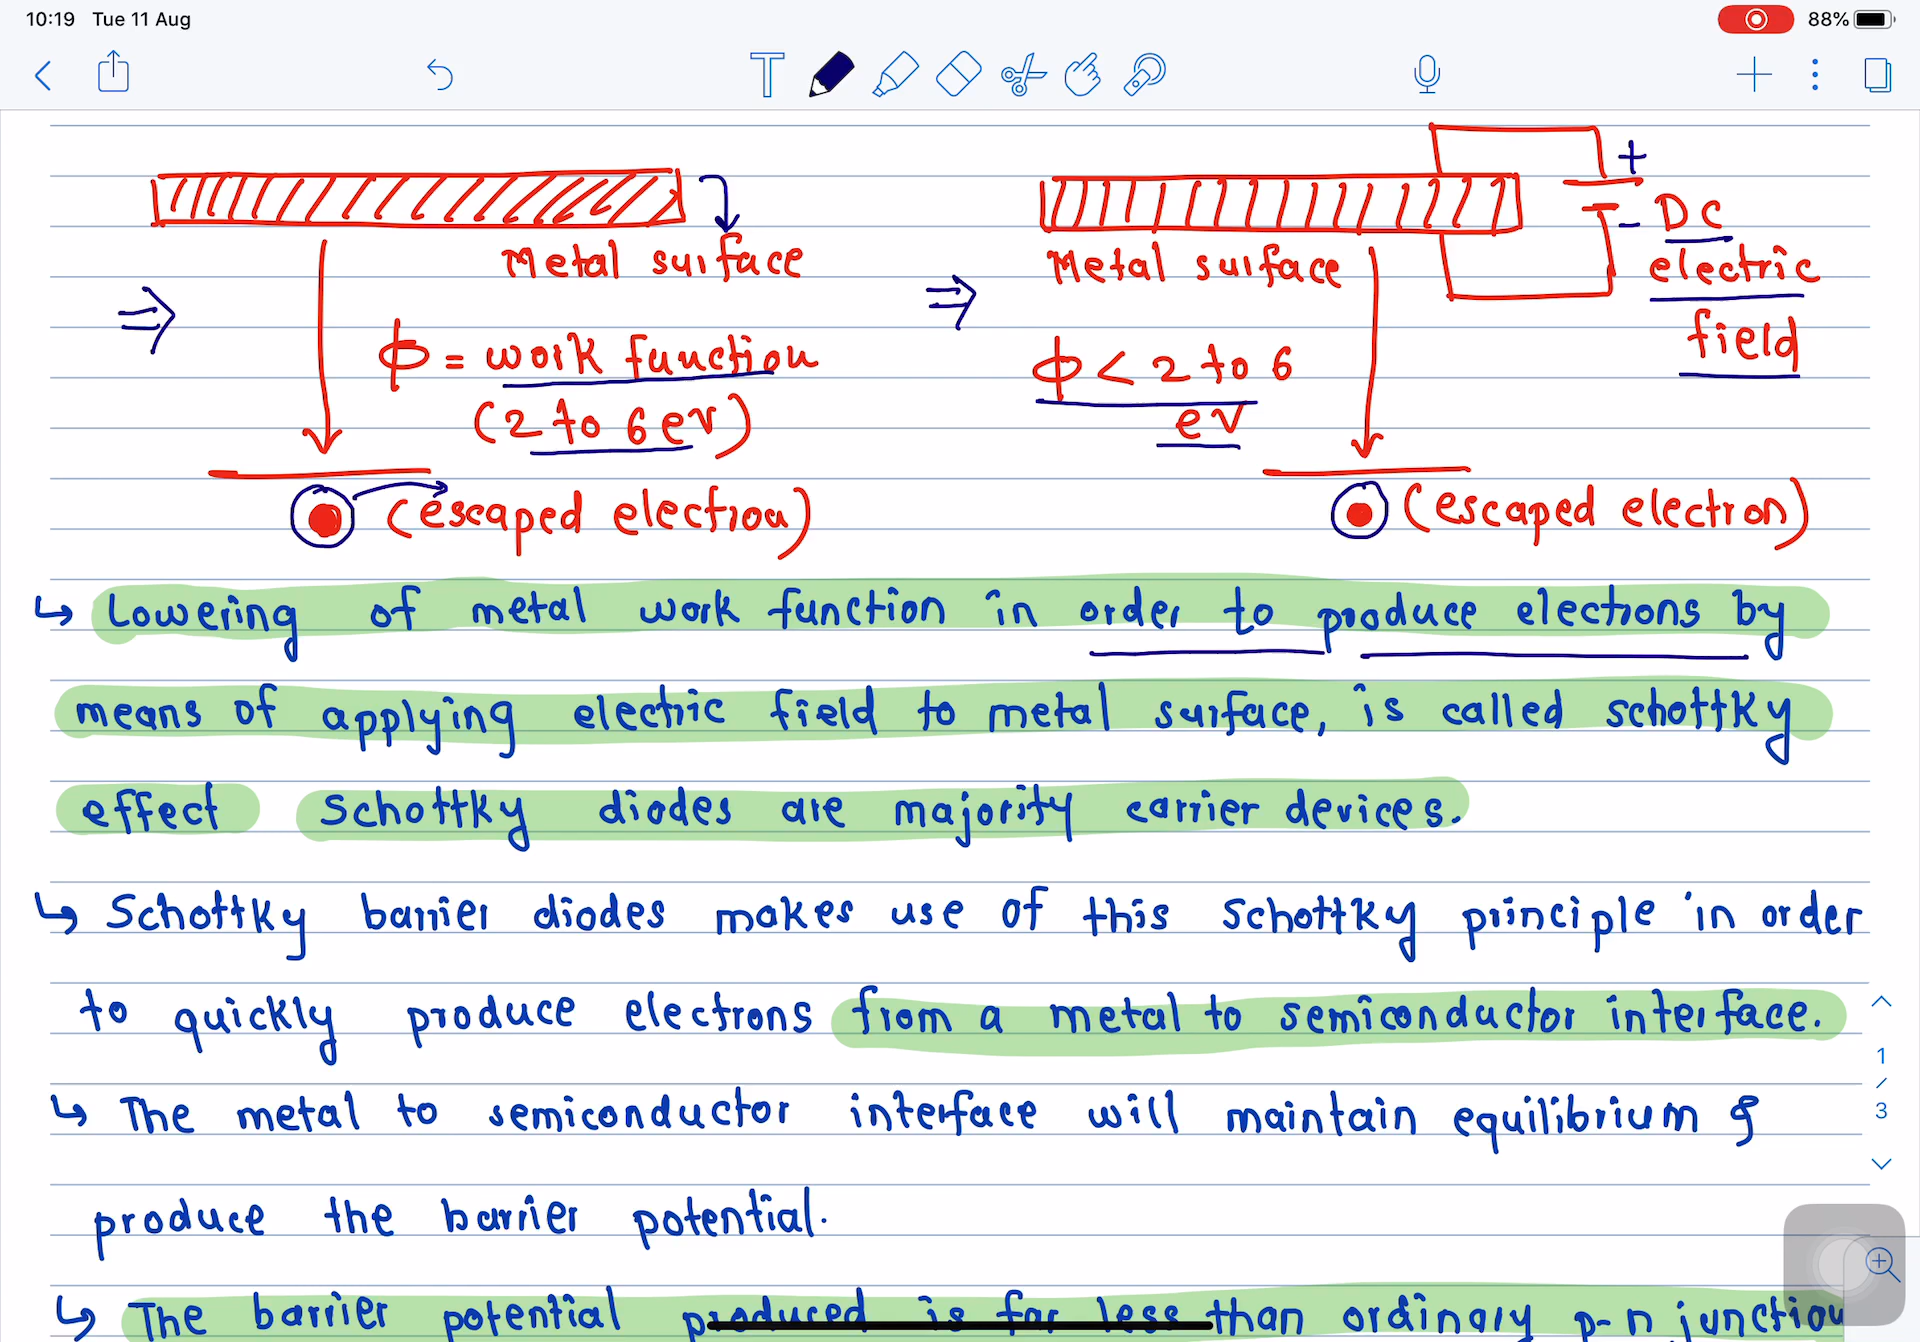 10:19 Tue 11 Aug
88%
+
- DC
Metal surface
Metal surface
electric
field
⇒
⇒
ϕ = work function
ϕ < 2 to 6
(2 to 6 eV)
eV
(escaped electron)
(escaped electron)
↳ Lowering of metal work function in order to produce electrons by
means of applying electric field to metal surface, is called schottky
effect Schottky diodes are majority carrier devices.
↳ Schottky barrier diodes makes use of this schottky principle in order
to quickly produce electrons from a metal to semiconductor interface.
↳ The metal to semiconductor interface will maintain equilibrium &
produce the barrier potential.
↳ The barrier potential produced is far less than ordinary p-n junction
1
/
3